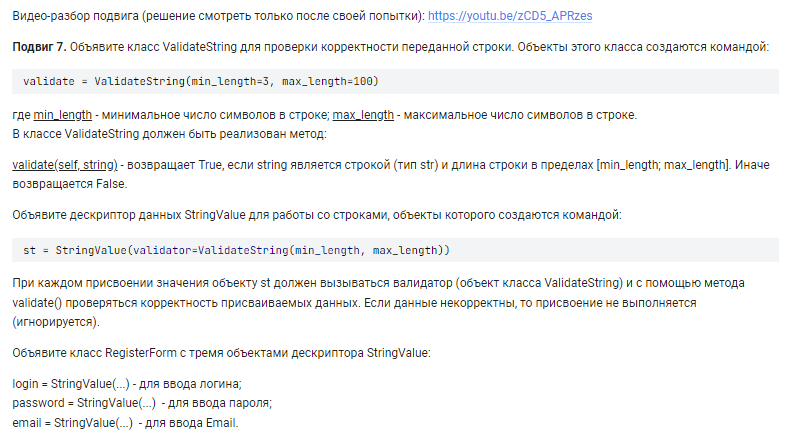 Видео-разбор подвига (решение смотреть только после своей попытки): https://youtu.be/zCD5_APRzes
Подвиг 7. Объявите класс ValidateString для проверки корректности переданной строки. Объекты этого класса создаются командой:
validate = ValidateString(min_length=3, max_length=100)
где min_length - минимальное число символов в строке; max_length - максимальное число символов в строке.
В классе ValidateString должен быть реализован метод:
validate(self, string) - возвращает True, если string является строкой (тип str) и длина строки в пределах [min_length; max_length]. Иначе
возвращается False.
Объявите дескриптор данных StringValue для работы со строками, объекты которого создаются командой:
st = StringValue(validator=ValidateString(min_length, max_length))
При каждом присвоении значения объекту st должен вызываться валидатор (объект класса ValidateString) и с помощью метода
validate() проверяться корректность присваиваемых данных. Если данные некорректны, то присвоение не выполняется
(игнорируется).
Объявите класс RegisterForm с тремя объектами дескриптора StringValue:
login = StringValue(...) - для ввода логина;
password = StringValue(...) - для ввода пароля;
email = StringValue(...) - для ввода Email.